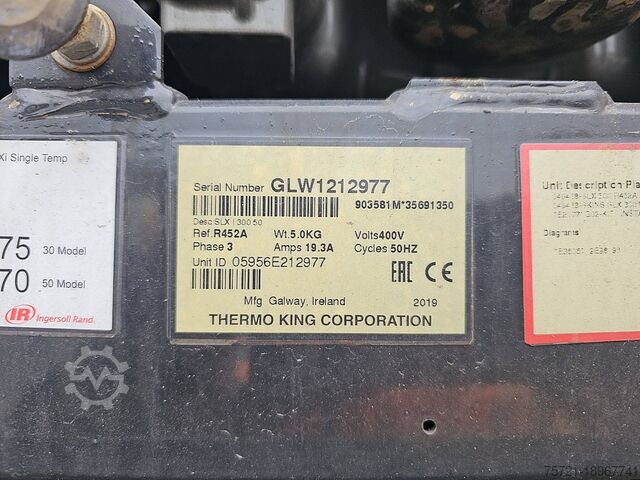 Xi Single Temp
75 30 Model
70 50 Model
IR Ingersoll Rand
Serial Number GLW1212977
903581M*35691350
Desc:SLX I 300 50
Ref.R452A Wt.5.0KG Volts400V
Phase 3 Amps 19.3A Cycles 50HZ
Unit ID 05956E212977
EAC CE
Mfg Galway, Ireland 2019
THERMO KING CORPORATION
Unit Description Pla
Diagrams
7572)-18967741